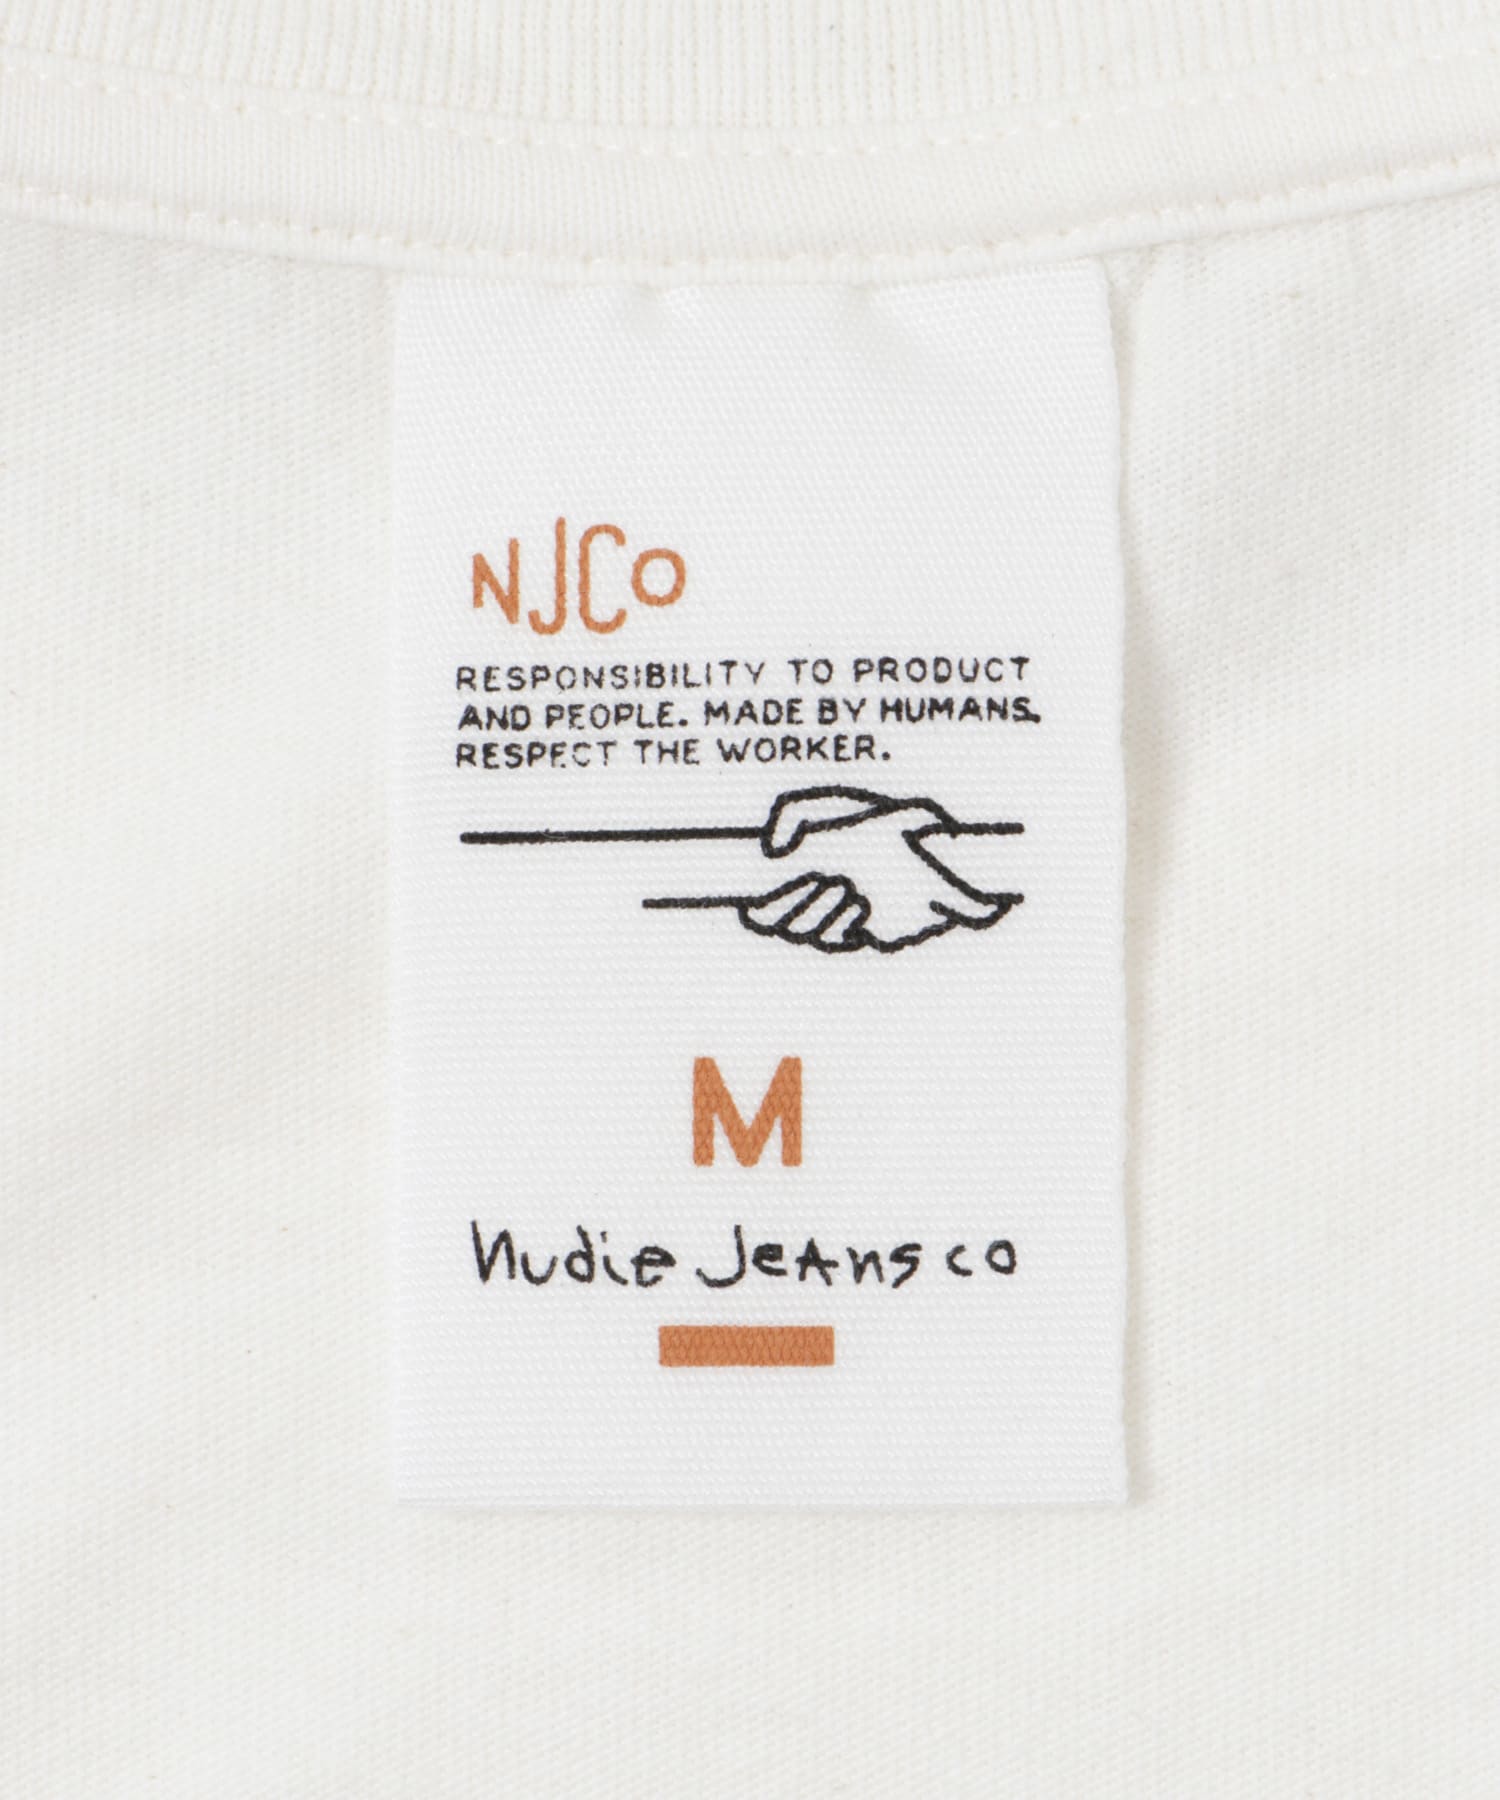 NJCO
RESPONSIBILITY TO PRODUCT
AND PEOPLE. MADE BY HUMANS.
RESPECT THE WORKER.
M
Nudie Jeans co